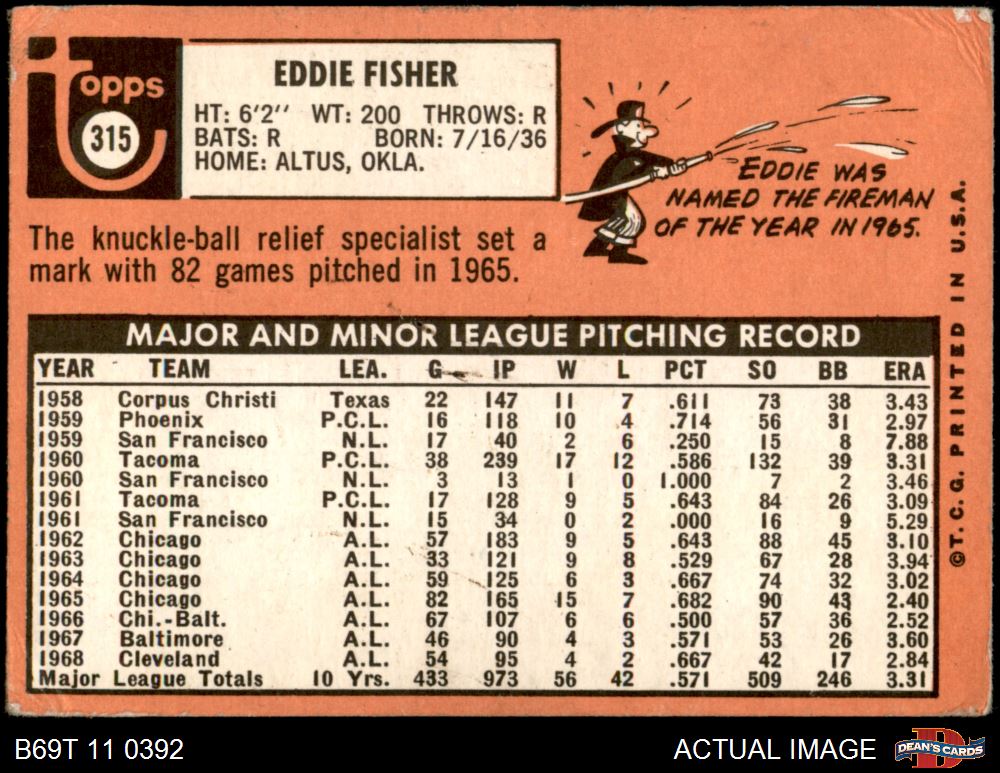 topps
315
EDDIE FISHER
HT: 6'2" WT: 200 THROWS: R
BATS: R BORN: 7/16/36
HOME: ALTUS, OKLA.
EDDIE WAS
NAMED THE FIREMAN
OF THE YEAR IN 1965.
The knuckle-ball relief specialist set a
mark with 82 games pitched in 1965.
MAJOR AND MINOR LEAGUE PITCHING RECORD
YEAR TEAM LEA. G IP W L PCT SO BB ERA
1958 Corpus Christi Texas 22 147 11 7 .611 73 38 3.43
1959 Phoenix P.C.L. 16 118 10 4 .714 56 31 2.97
1959 San Francisco N.L. 17 40 2 6 .250 15 8 7.88
1960 Tacoma P.C.L. 38 239 17 12 .586 132 39 3.31
1960 San Francisco N.L. 3 13 1 0 1.000 7 2 3.46
1961 Tacoma P.C.L. 17 128 9 5 .643 84 26 3.09
1961 San Francisco N.L. 15 34 0 2 .000 16 9 5.29
1962 Chicago A.L. 57 183 9 5 .643 88 45 3.10
1963 Chicago A.L. 33 121 9 8 .529 67 28 3.94
1964 Chicago A.L. 59 125 6 3 .667 74 32 3.02
1965 Chicago A.L. 82 165 15 7 .682 90 43 2.40
1966 Chi.-Balt. A.L. 67 107 6 6 .500 57 36 2.52
1967 Baltimore A.L. 46 90 4 3 .571 53 26 3.60
1968 Cleveland A.L. 54 95 4 2 .667 42 17 2.84
Major League Totals 10 Yrs. 433 973 56 42 .571 509 246 3.31
©T.C.G. PRINTED IN U.S.A.
B69T 11 0392
ACTUAL IMAGE
DEAN'S CARDS